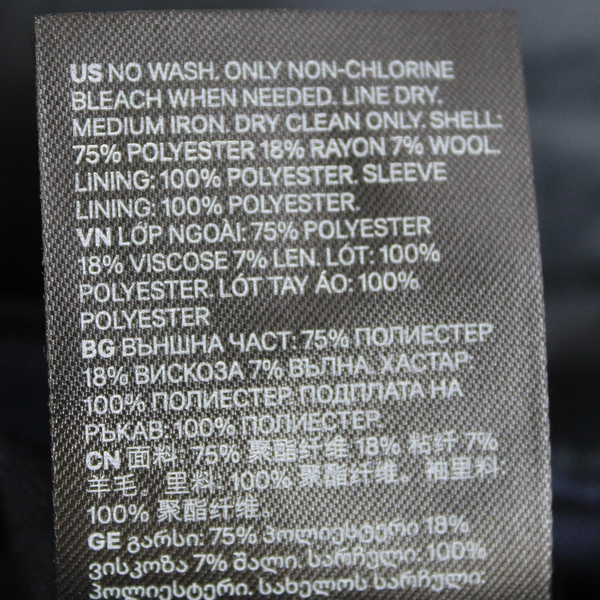 US NO WASH. ONLY NON-CHLORINE
BLEACH WHEN NEEDED. LINE DRY.
MEDIUM IRON. DRY CLEAN ONLY. SHELL:
75% POLYESTER 18% RAYON 7% WOOL.
LINING: 100% POLYESTER. SLEEVE
LINING: 100% POLYESTER.
VN LỚP NGOÀI: 75% POLYESTER
18% VISCOSE 7% LEN. LÓT: 100%
POLYESTER. LÓT TAY ÁO: 100%
POLYESTER
BG ВЪНШНА ЧАСТ: 75% ПОЛИЕСТЕР
18% ВИСКОЗА 7% ВЪЛНА. ХАСТАР:
100% ПОЛИЕСТЕР. ПОДПЛАТА НА
РЪКАВ: 100% ПОЛИЕСТЕР.
CN 面料: 75% 聚酯纤维 18% 粘纤 7%
羊毛。里料: 100% 聚酯纤维。袖里料:
100% 聚酯纤维。
GE გარსი: 75% პოლიესტერი 18%
ვისკოზა 7% შალი. სარჩული: 100%
პოლიესტერი. სახელოს სარჩული: